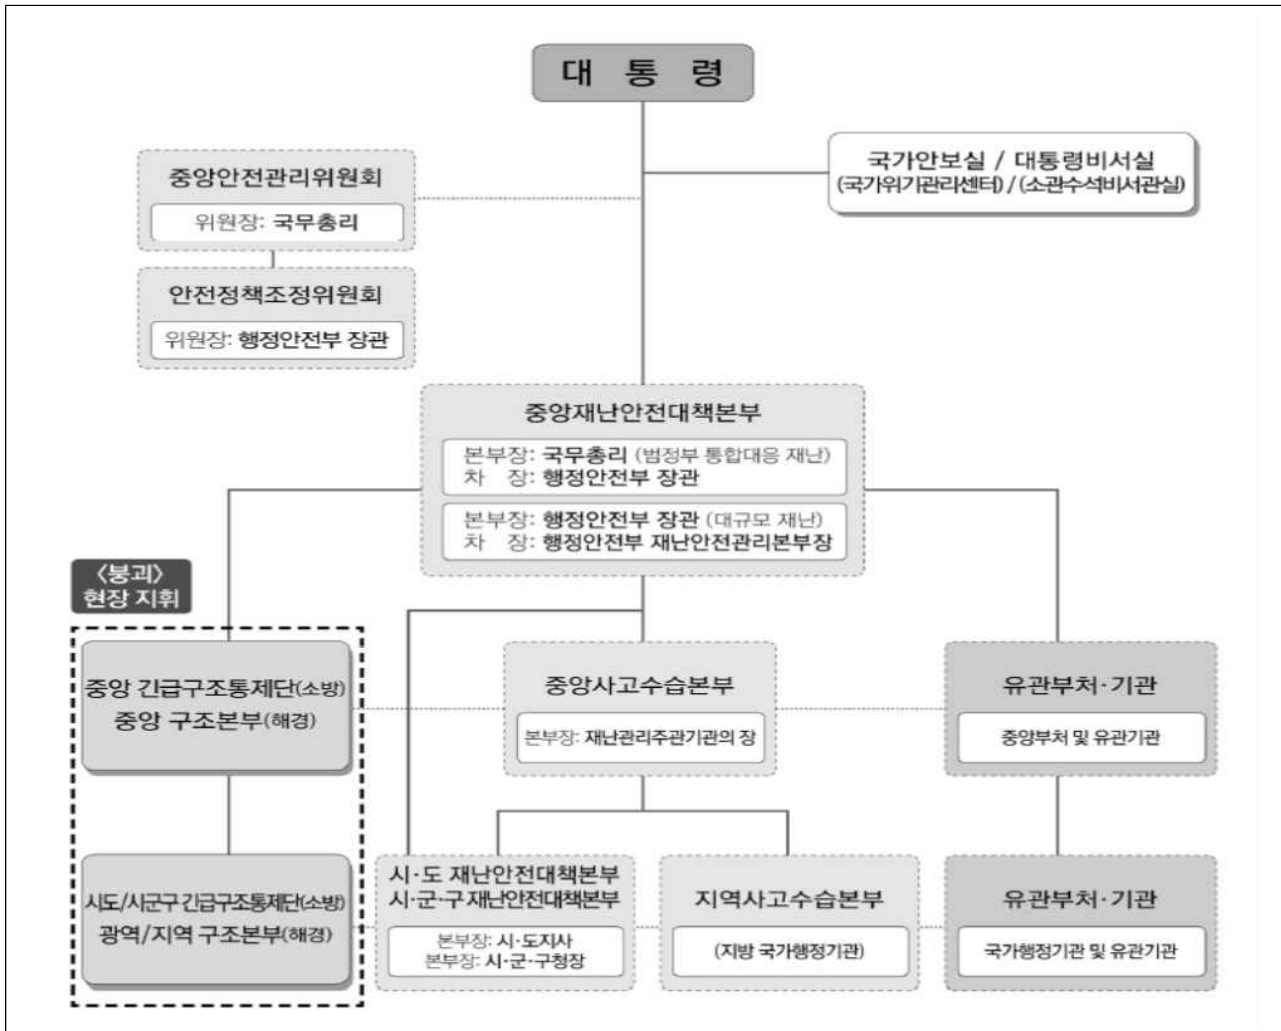 대 통 령
국가안보실 / 대통령비서실
(국가위기관리센터) / (소관수석비서관실)
중앙안전관리위원회
위원장: 국무총리
안전정책조정위원회
위원장: 행정안전부 장관
중앙재난안전대책본부
본부장: 국무총리 (범정부 통합대응 재난)
차 장: 행정안전부 장관
본부장: 행정안전부 장관 (대규모 재난)
차 장: 행정안전부 재난안전관리본부장
〈붕괴〉
현장 지휘
중앙 긴급구조통제단(소방)
중앙 구조본부(해경)
중앙사고수습본부
본부장: 재난관리주관기관의 장
유관부처·기관
중앙부처 및 유관기관
시도/시군구 긴급구조통제단(소방)
광역/지역 구조본부(해경)
시·도 재난안전대책본부
시·군·구 재난안전대책본부
본부장: 시·도지사
본부장: 시·군·구청장
지역사고수습본부
(지방 국가행정기관)
유관부처·기관
국가행정기관 및 유관기관